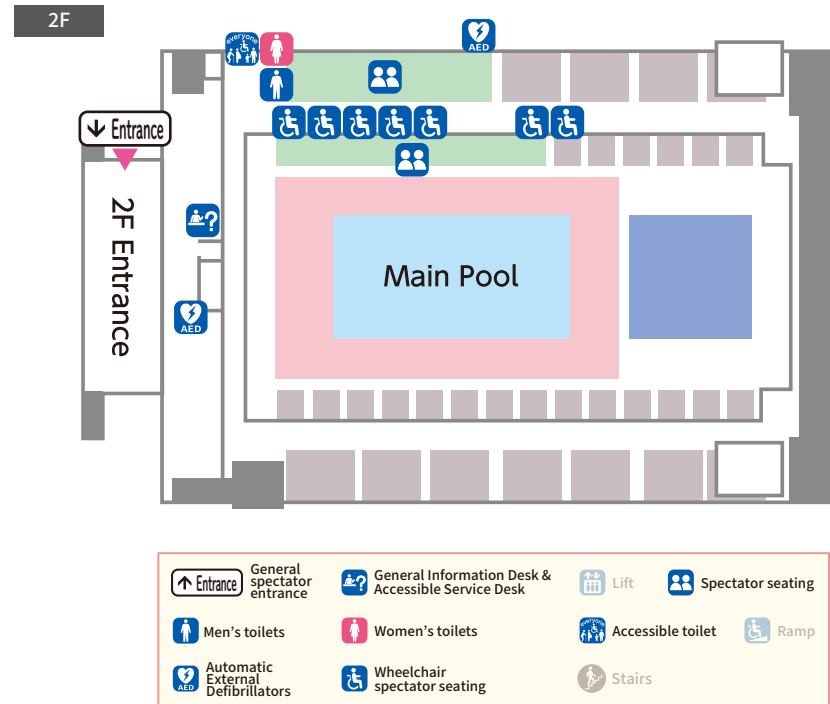 2F
everyone
AED
Entrance
2F Entrance
?
AED
Main Pool
Entrance
General
spectator
entrance
?
General Information Desk &
Accessible Service Desk
Lift
Spectator seating
Men's toilets
Women's toilets
everyone
Accessible toilet
Ramp
AED
Automatic
External
Defibrillators
Wheelchair
spectator seating
Stairs